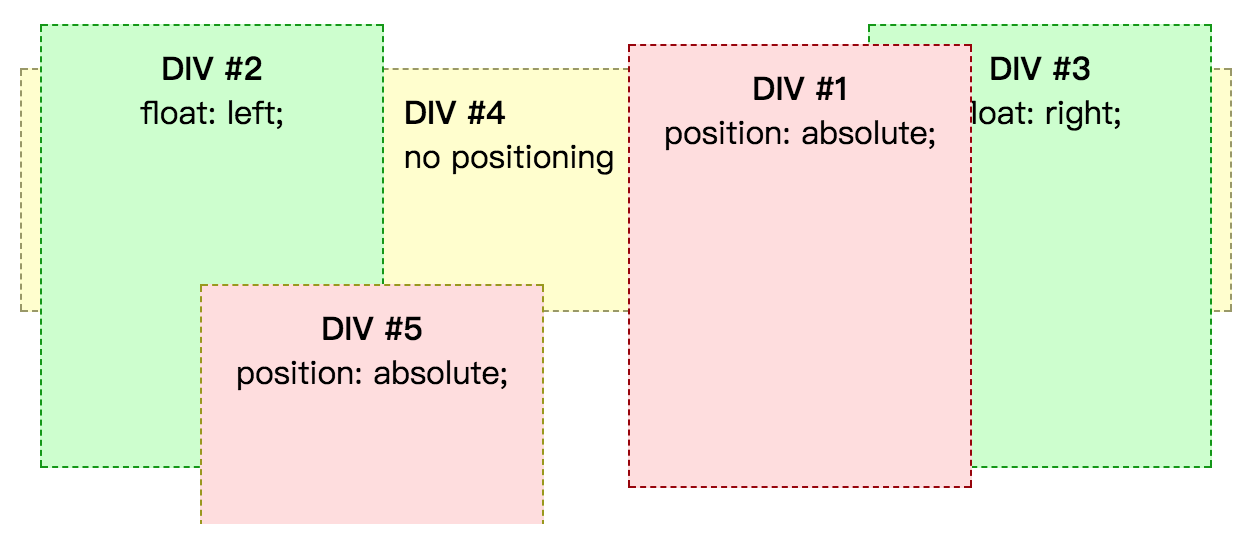 DIV #2
float: left;
DIV #4
no positioning
DIV #1
position: absolute;
DIV #3
loat: right;
DIV #5
position: absolute;